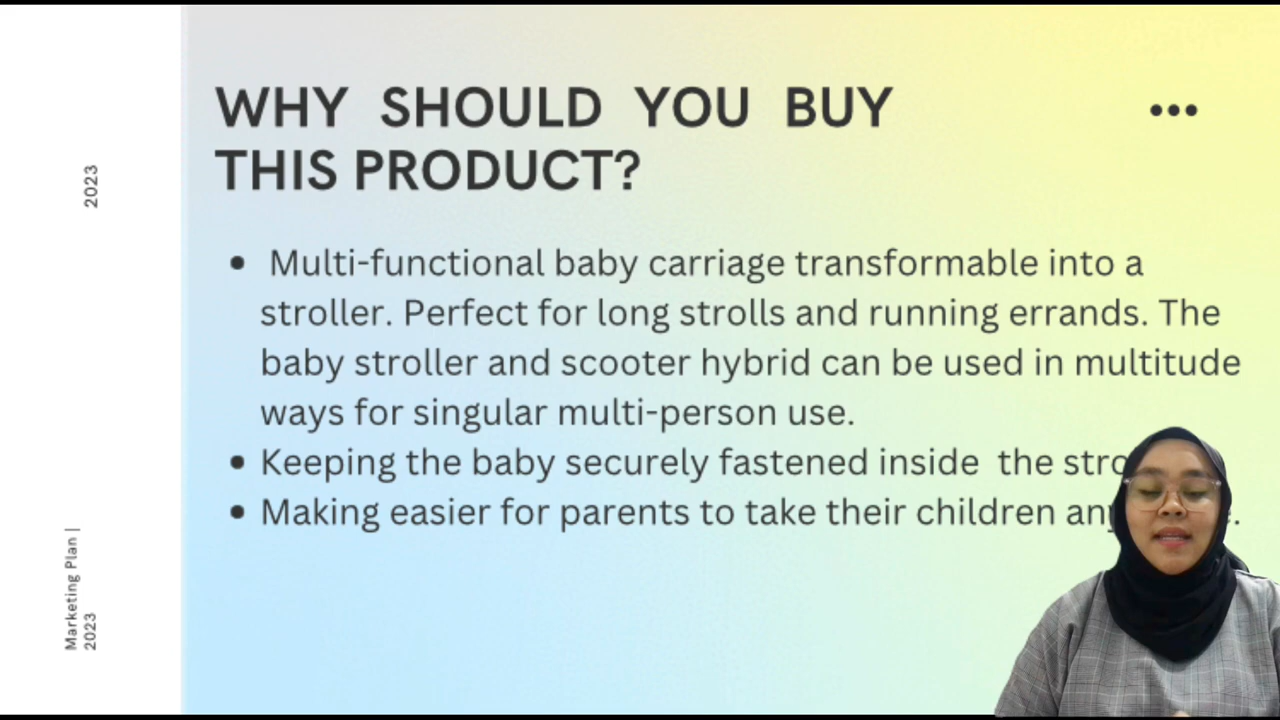 WHY SHOULD YOU BUY
THIS PRODUCT?
• Multi-functional baby carriage transformable into a
stroller. Perfect for long strolls and running errands. The
baby stroller and scooter hybrid can be used in multitude
ways for singular multi-person use.
• Keeping the baby securely fastened inside the
• Making easier for parents to take their children
2023
Marketing Plan |
2023